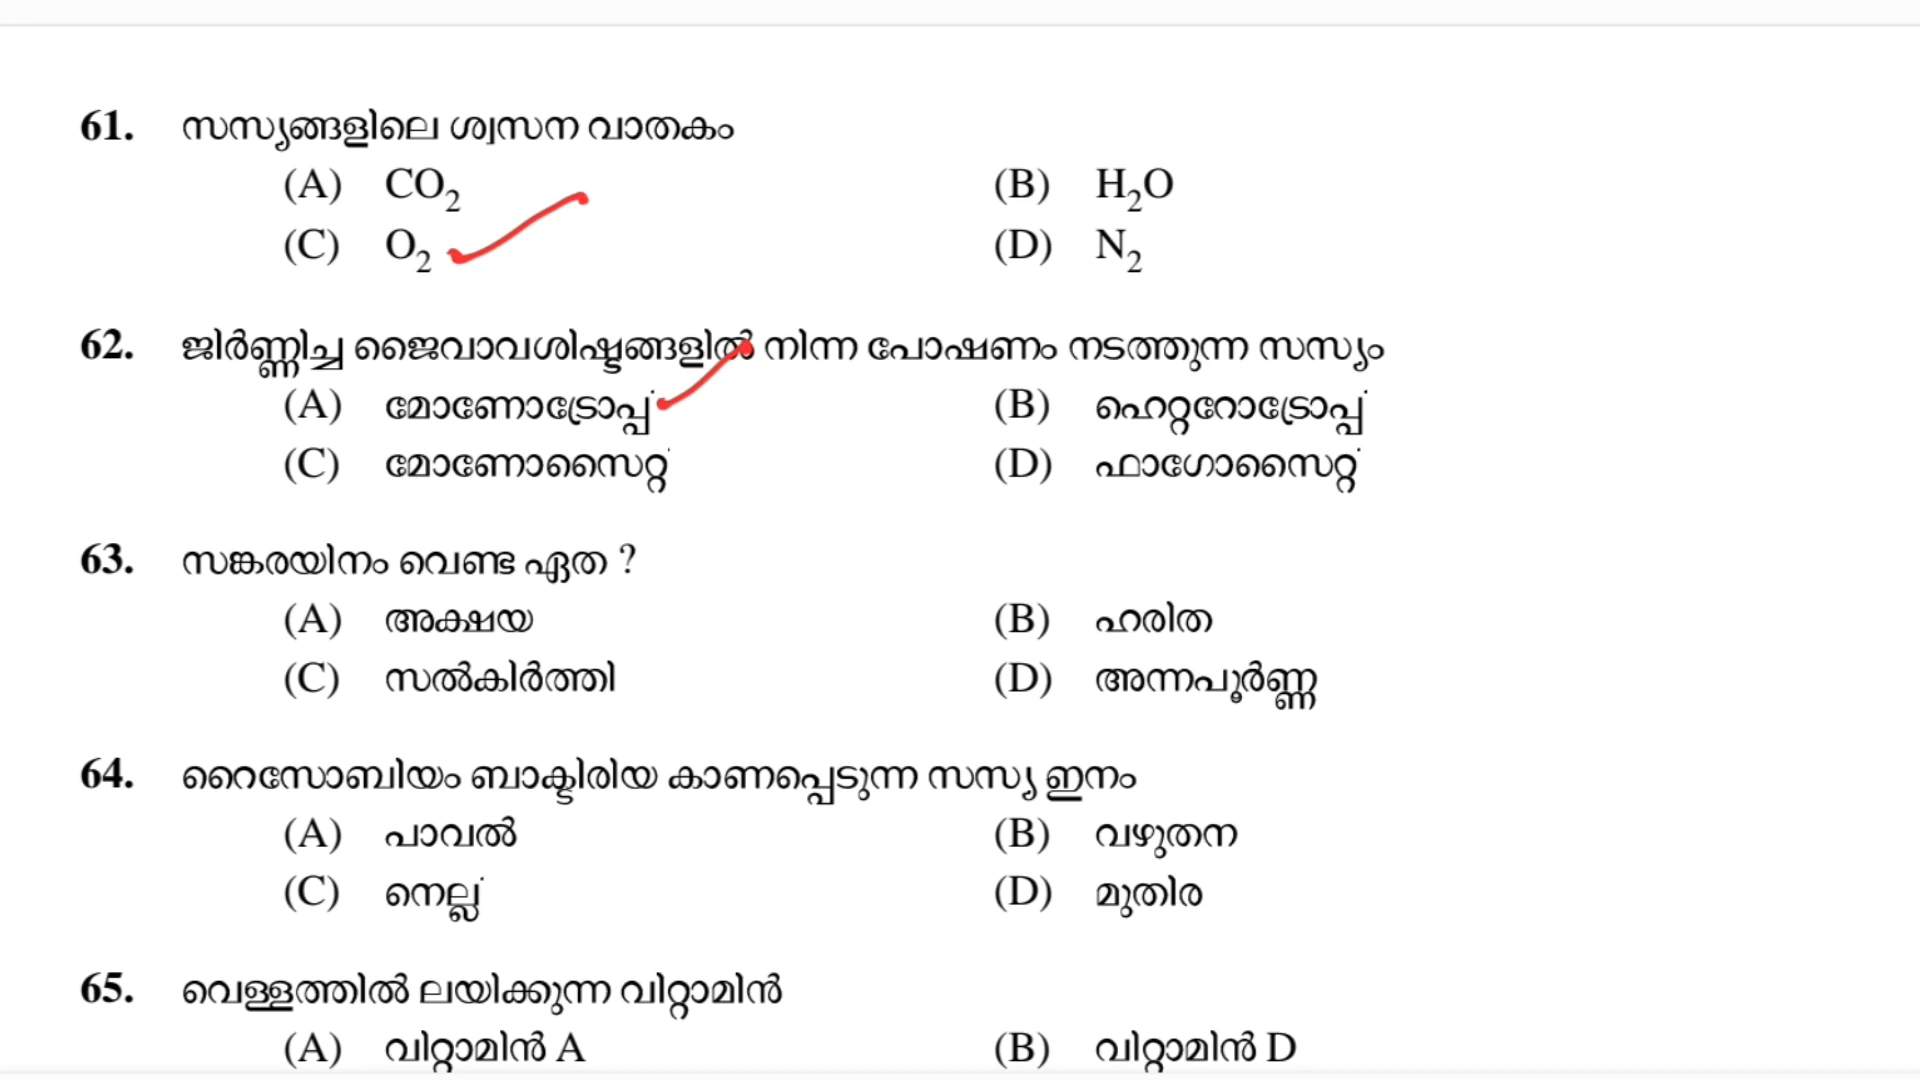 61. സസ്യങ്ങളിലെ ശ്വസന വാതകം
(A) CO₂ (B) H₂O
(C) O₂ (D) N₂
62. ജിർണ്ണിച്ച ജൈവാവശിഷ്ടങ്ങളിൽ നിന്ന പോഷണം നടത്തുന്ന സസ്യം
(A) മോണോട്രോപ്പ് (B) ഹെറ്ററോട്രോപ്പ്
(C) മോണോസൈറ്റ് (D) ഫാഗോസൈറ്റ്
63. സങ്കരയിനം വെണ്ട ഏത ?
(A) അക്ഷയ (B) ഹരിത
(C) സൽകിർത്തി (D) അന്നപൂർണ്ണ
64. റൈസോബിയം ബാക്ടിരിയ കാണപ്പെടുന്ന സസ്യ ഇനം
(A) പാവൽ (B) വഴുതന
(C) നെല്ല് (D) മുതിര
65. വെള്ളത്തിൽ ലയിക്കുന്ന വിറ്റാമിൻ
(A) വിറ്റാമിൻ A (B) വിറ്റാമിൻ D